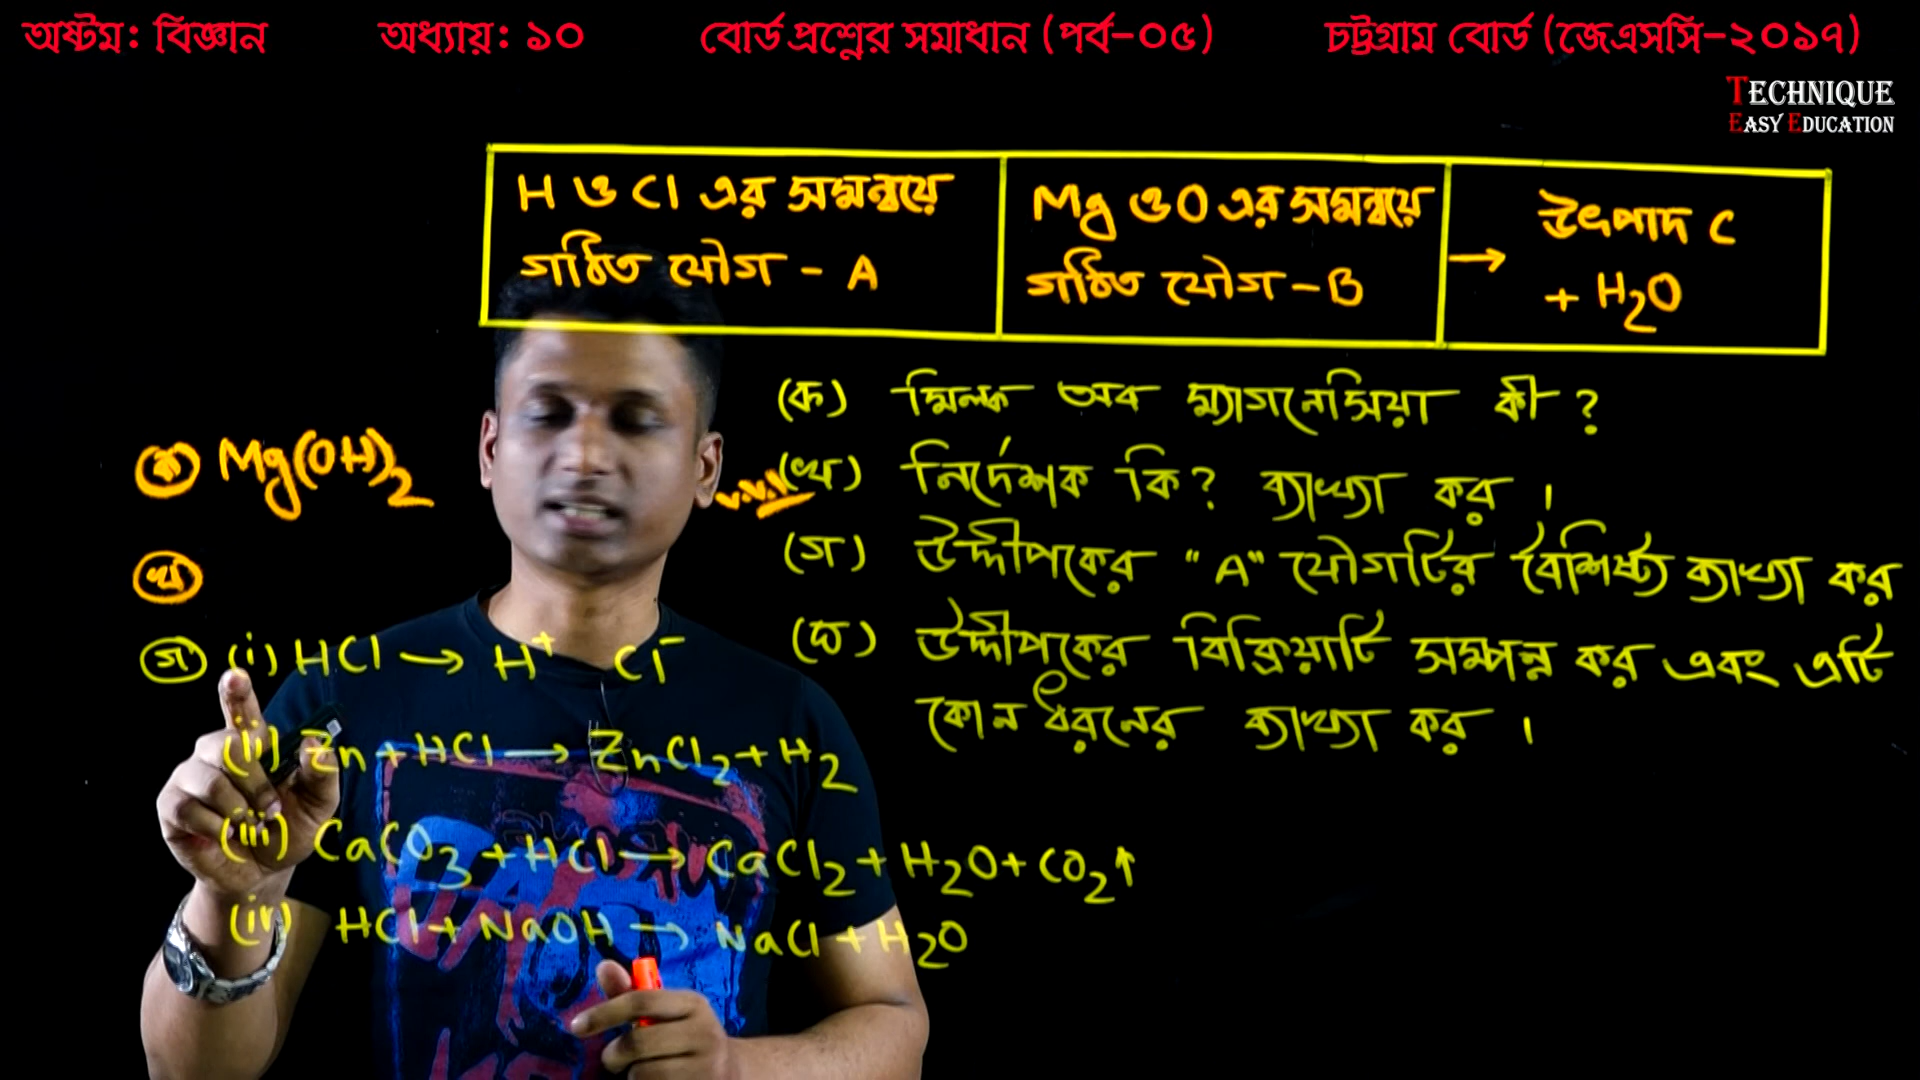 অষ্টম: বিজ্ঞান অধ্যায়: ১০ বোর্ড প্রশ্নের সমাধান (পর্ব-০৫) চট্টগ্রাম বোর্ড (জেএসসি-২০১৭)
TECHNIQUE
EASY EDUCATION
H ও Cl এর সমন্বয়ে
গঠিত যৌগ - A
Mg ও O এর সমন্বয়ে
গঠিত যৌগ - B
→ উৎপাদ C
+ H₂O
(ক) মিল্ক অব ম্যাগনেসিয়া কী ?
v.v.I (খ) নির্দেশক কি ? ব্যাখ্যা কর ।
(গ) উদ্দীপকের "A" যৌগটির বৈশিষ্ট্য ব্যাখ্যা কর
(ঘ) উদ্দীপকের বিক্রিয়াটি সম্পন্ন কর এবং এটি
কোন ধরনের ব্যাখ্যা কর ।
(ক) Mg(OH)₂
(খ)
(গ) (i) HCl → H⁺ Cl⁻
(ii) Zn + HCl → ZnCl₂ + H₂
(iii) CaCO₃ + HCl → CaCl₂ + H₂O + CO₂↑
(iv) HCl + NaOH → NaCl + H₂O